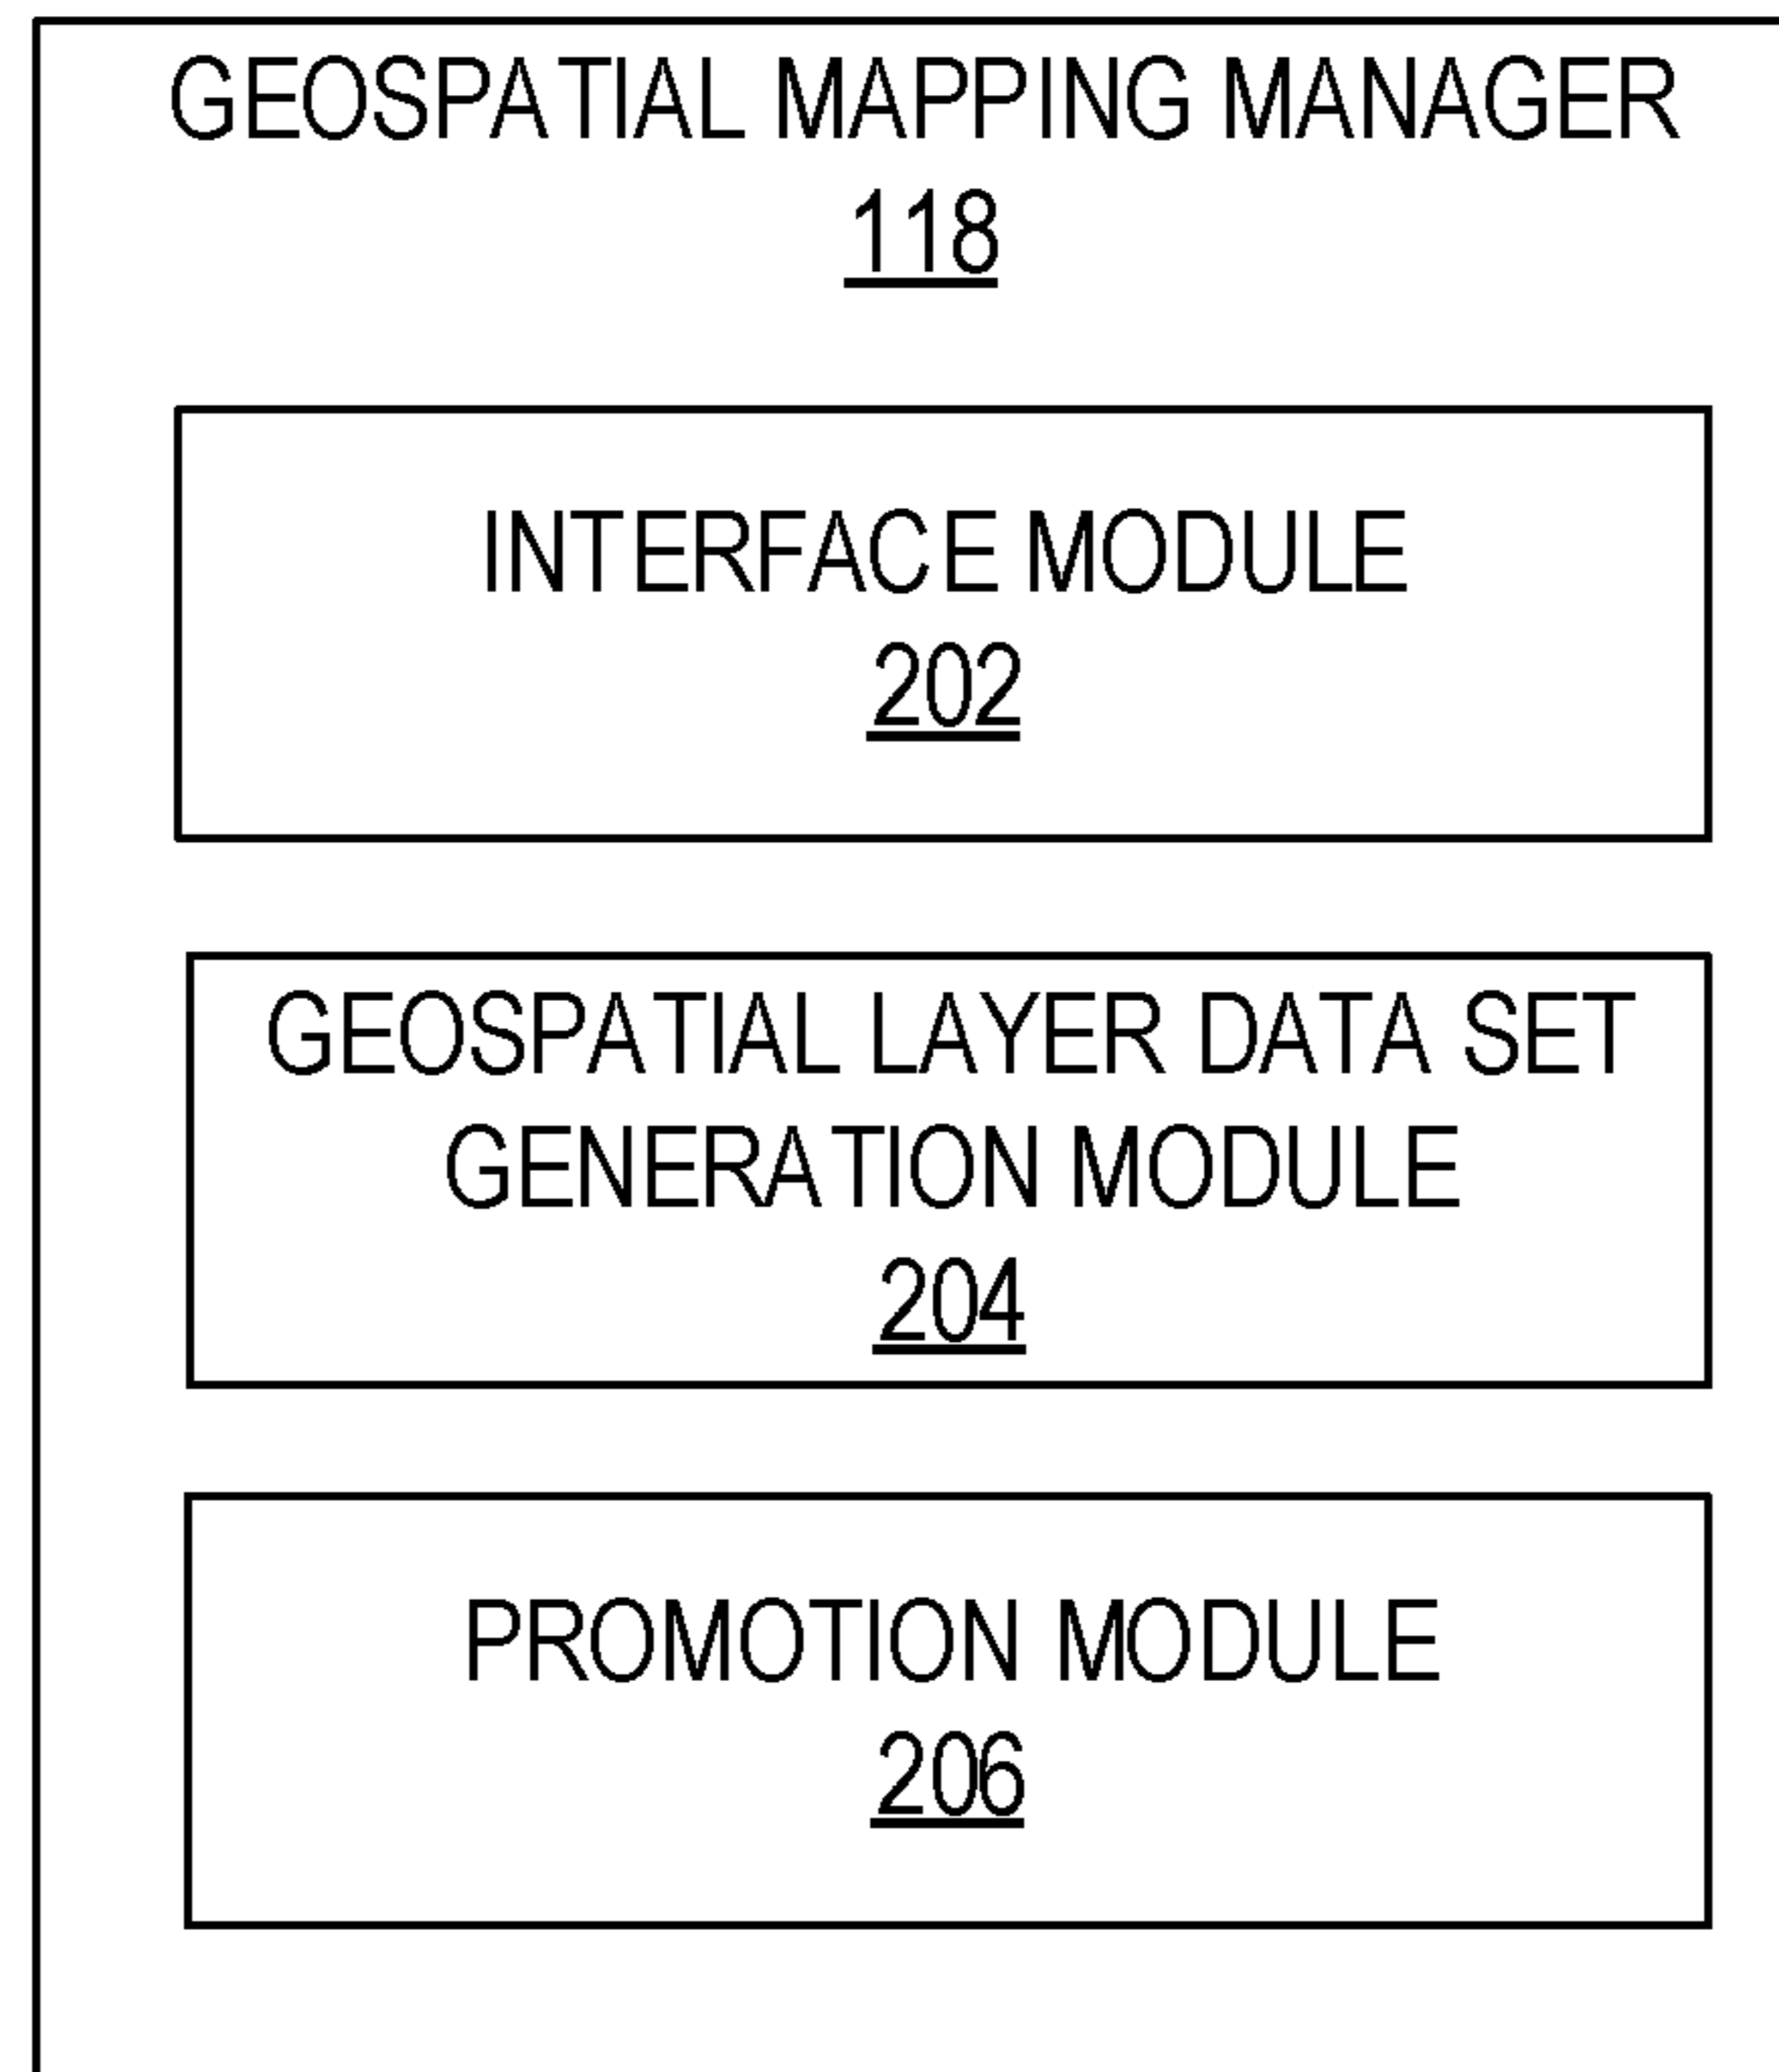 GEOSPATIAL MAPPING MANAGER
118
INTERFACE MODULE
202
GEOSPATIAL LAYER DATA SET
GENERATION MODULE
204
PROMOTION MODULE
206